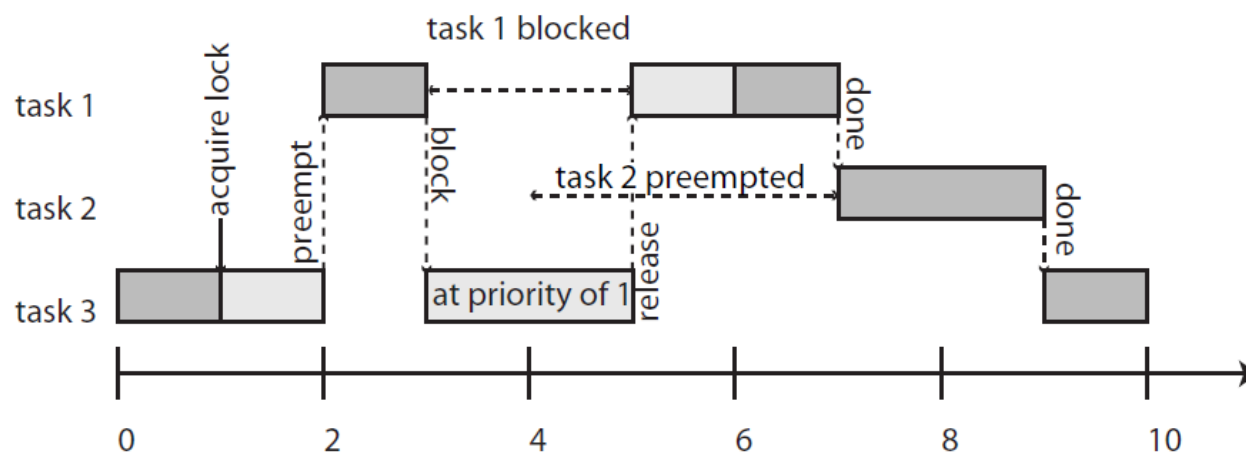 task 1 blocked
task 1
acquire lock
preempt
block
done
task 2 preempted
task 2
done
release
at priority of 1
task 3
0 2 4 6 8 10